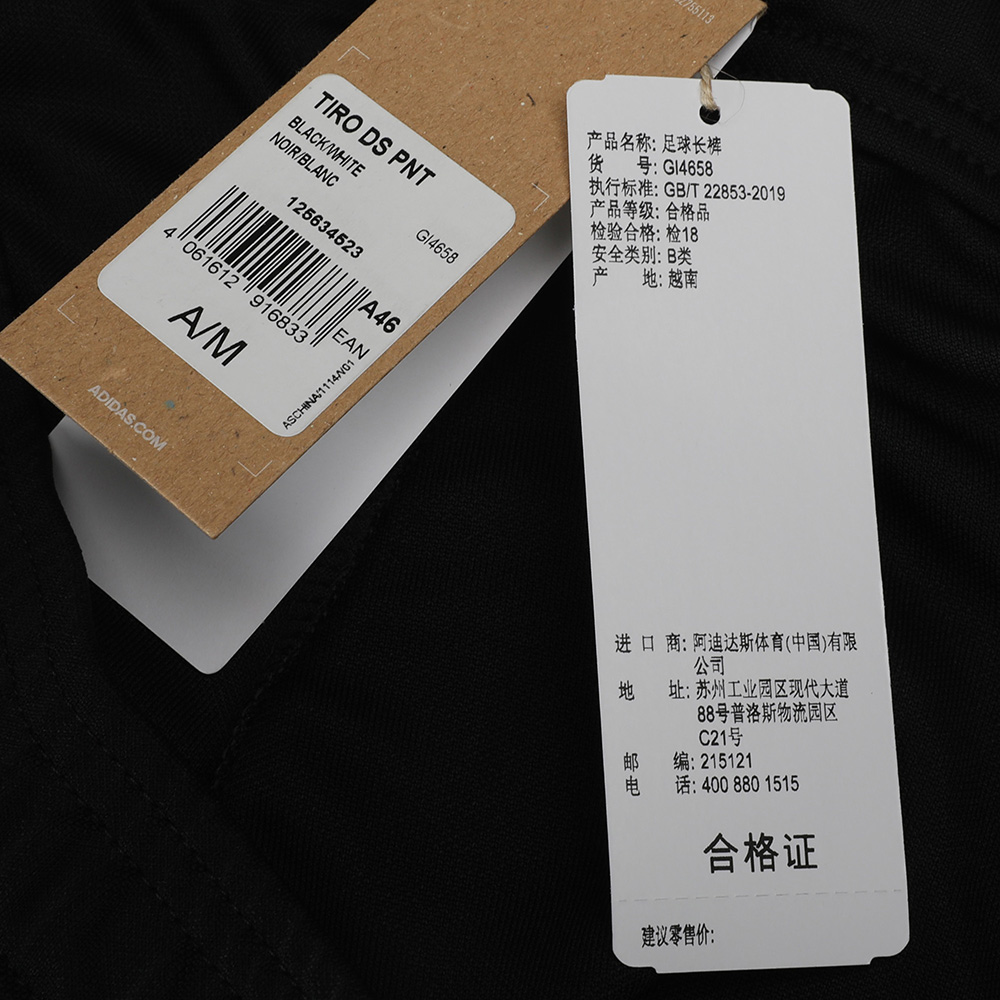 TIRO DS PNT
BLACK/WHITE
NOIR/BLANC
125634523
GI4658
A46
4 061612 916833
EAN
A/M
ADIDAS.COM
产品名称: 足球长裤
货 号: GI4658
执行标准: GB/T 22853-2019
产品等级: 合格品
检验合格: 检18
安全类别: B类
产 地: 越南
进 口 商: 阿迪达斯体育(中国)有限
公司
地 址: 苏州工业园区现代大道
88号普洛斯物流园区
C21号
邮 编: 215121
电 话: 400 880 1515
合格证
建议零售价: